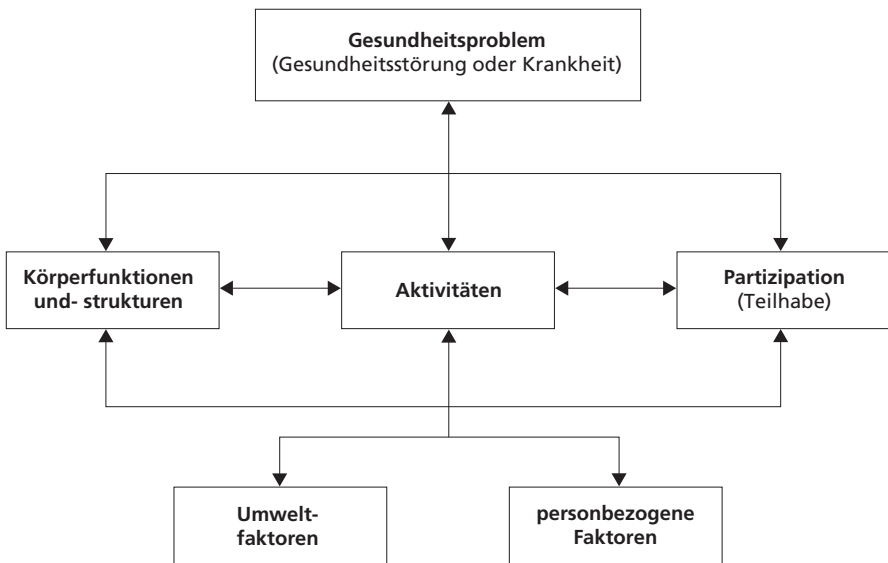 Gesundheitsproblem
(Gesundheitsstörung oder Krankheit)
Körperfunktionen
und- strukturen
Aktivitäten
Partizipation
(Teilhabe)
Umwelt-
faktoren
personbezogene
Faktoren